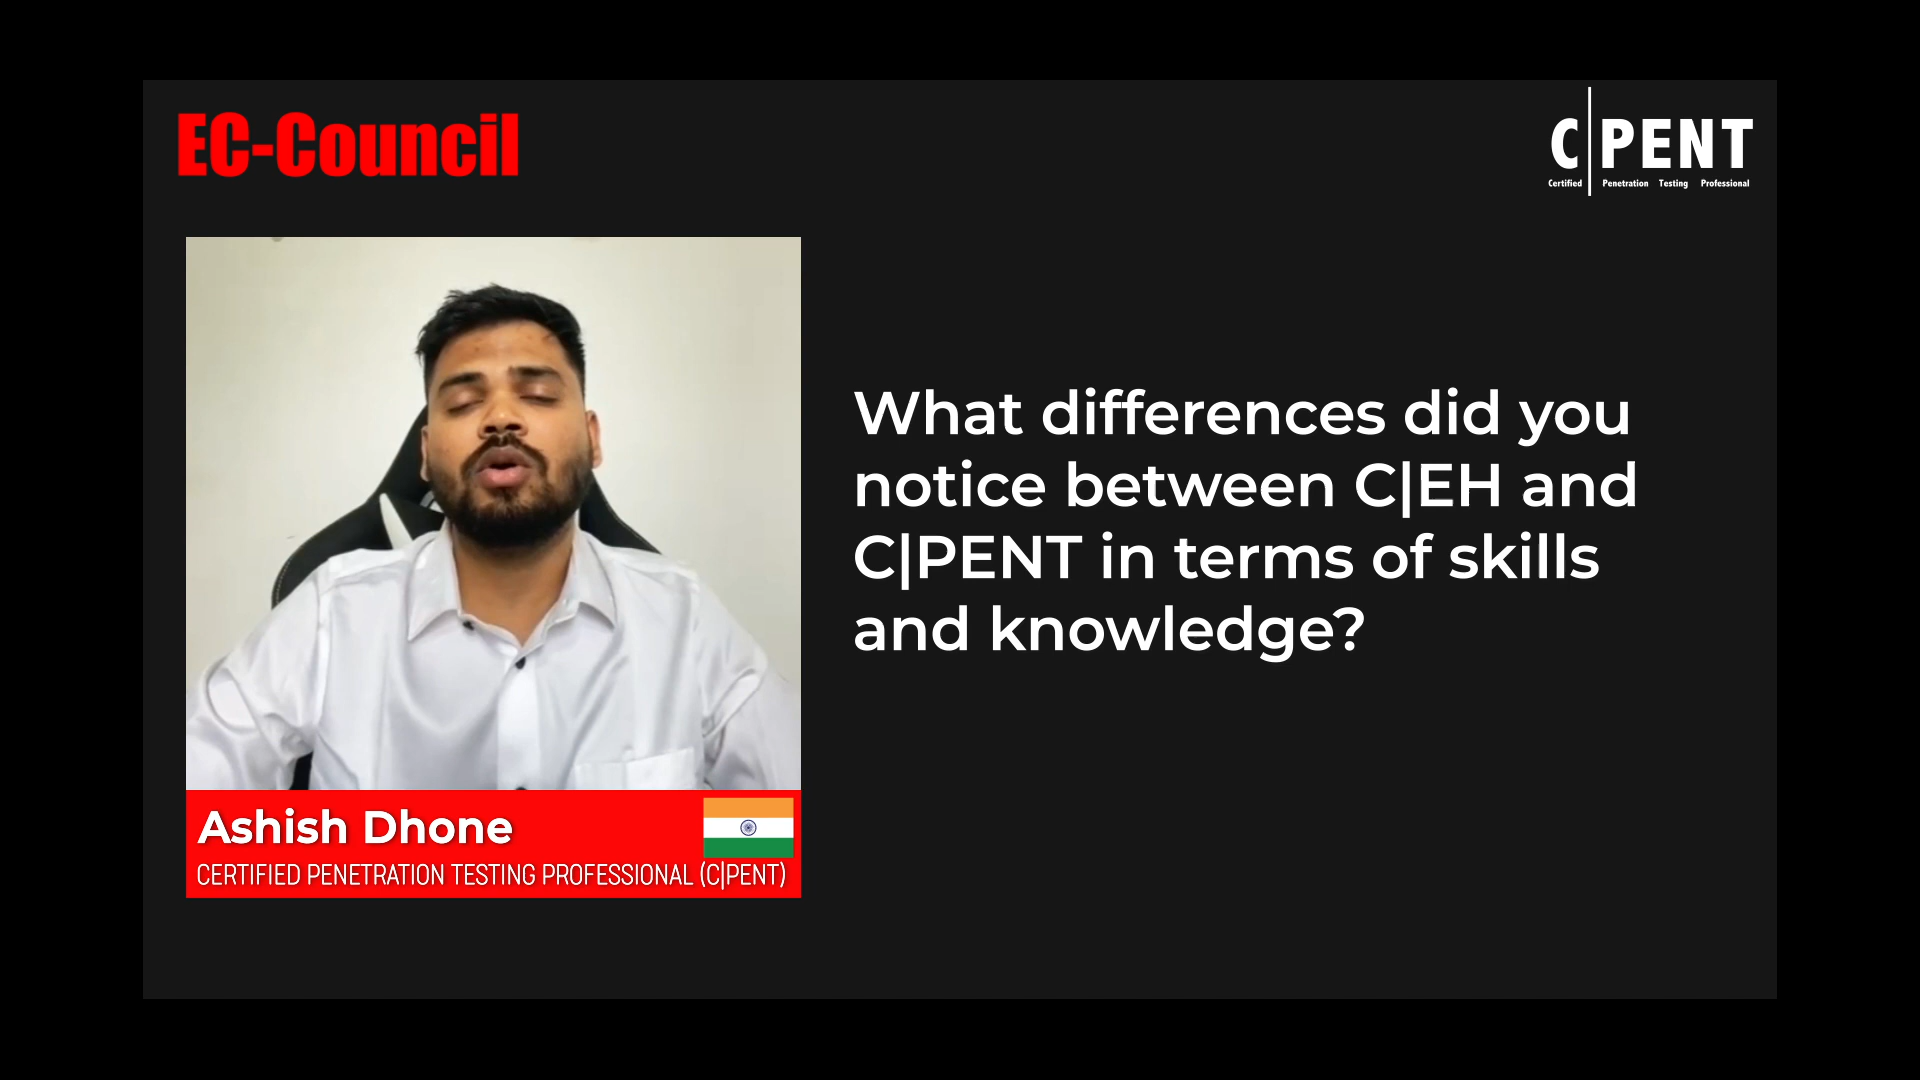 EC-Council
C|PENT
Certified Penetration Testing Professional
What differences did you
notice between C|EH and
C|PENT in terms of skills
and knowledge?
Ashish Dhone
CERTIFIED PENETRATION TESTING PROFESSIONAL (C|PENT)